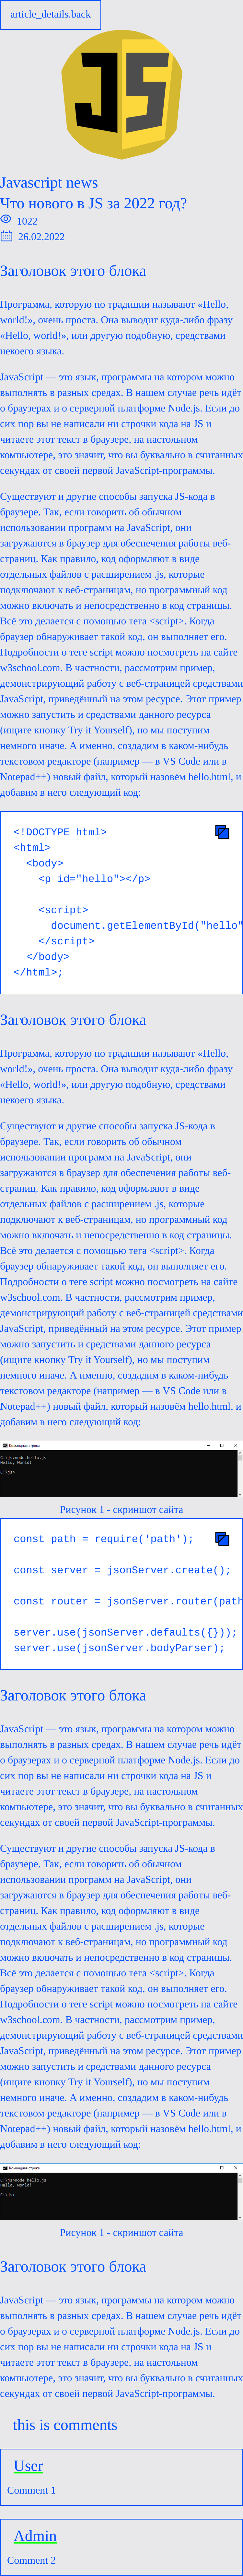 article_details.back
JS
Javascript news
Что нового в JS за 2022 год?
1022
26.02.2022
Заголовок этого блока
Программа, которую по традиции называют «Hello,
world!», очень проста. Она выводит куда-либо фразу
«Hello, world!», или другую подобную, средствами
некоего языка.
JavaScript — это язык, программы на котором можно
выполнять в разных средах. В нашем случае речь идёт
о браузерах и о серверной платформе Node.js. Если до
сих пор вы не написали ни строчки кода на JS и
читаете этот текст в браузере, на настольном
компьютере, это значит, что вы буквально в считанных
секундах от своей первой JavaScript-программы.
Существуют и другие способы запуска JS-кода в
браузере. Так, если говорить об обычном
использовании программ на JavaScript, они
загружаются в браузер для обеспечения работы веб-
страниц. Как правило, код оформляют в виде
отдельных файлов с расширением .js, которые
подключают к веб-страницам, но программный код
можно включать и непосредственно в код страницы.
Всё это делается с помощью тега <script>. Когда
браузер обнаруживает такой код, он выполняет его.
Подробности о теге script можно посмотреть на сайте
w3school.com. В частности, рассмотрим пример,
демонстрирующий работу с веб-страницей средствами
JavaScript, приведённый на этом ресурсе. Этот пример
можно запустить и средствами данного ресурса
(ищите кнопку Try it Yourself), но мы поступим
немного иначе. А именно, создадим в каком-нибудь
текстовом редакторе (например — в VS Code или в
Notepad++) новый файл, который назовём hello.html, и
добавим в него следующий код:
<!DOCTYPE html>
<html>
<body>
<p id="hello"></p>
<script>
document.getElementById("hello"
</script>
</body>
</html>;
Заголовок этого блока
Программа, которую по традиции называют «Hello,
world!», очень проста. Она выводит куда-либо фразу
«Hello, world!», или другую подобную, средствами
некоего языка.
Существуют и другие способы запуска JS-кода в
браузере. Так, если говорить об обычном
использовании программ на JavaScript, они
загружаются в браузер для обеспечения работы веб-
страниц. Как правило, код оформляют в виде
отдельных файлов с расширением .js, которые
подключают к веб-страницам, но программный код
можно включать и непосредственно в код страницы.
Всё это делается с помощью тега <script>. Когда
браузер обнаруживает такой код, он выполняет его.
Подробности о теге script можно посмотреть на сайте
w3school.com. В частности, рассмотрим пример,
демонстрирующий работу с веб-страницей средствами
JavaScript, приведённый на этом ресурсе. Этот пример
можно запустить и средствами данного ресурса
(ищите кнопку Try it Yourself), но мы поступим
немного иначе. А именно, создадим в каком-нибудь
текстовом редакторе (например — в VS Code или в
Notepad++) новый файл, который назовём hello.html, и
добавим в него следующий код:
Командная строка
C:\js>node hello.js
Hello, World!
C:\js>
Рисунок 1 - скриншот сайта
const path = require('path');
const server = jsonServer.create();
const router = jsonServer.router(path
server.use(jsonServer.defaults({}));
server.use(jsonServer.bodyParser);
Заголовок этого блока
JavaScript — это язык, программы на котором можно
выполнять в разных средах. В нашем случае речь идёт
о браузерах и о серверной платформе Node.js. Если до
сих пор вы не написали ни строчки кода на JS и
читаете этот текст в браузере, на настольном
компьютере, это значит, что вы буквально в считанных
секундах от своей первой JavaScript-программы.
Существуют и другие способы запуска JS-кода в
браузере. Так, если говорить об обычном
использовании программ на JavaScript, они
загружаются в браузер для обеспечения работы веб-
страниц. Как правило, код оформляют в виде
отдельных файлов с расширением .js, которые
подключают к веб-страницам, но программный код
можно включать и непосредственно в код страницы.
Всё это делается с помощью тега <script>. Когда
браузер обнаруживает такой код, он выполняет его.
Подробности о теге script можно посмотреть на сайте
w3school.com. В частности, рассмотрим пример,
демонстрирующий работу с веб-страницей средствами
JavaScript, приведённый на этом ресурсе. Этот пример
можно запустить и средствами данного ресурса
(ищите кнопку Try it Yourself), но мы поступим
немного иначе. А именно, создадим в каком-нибудь
текстовом редакторе (например — в VS Code или в
Notepad++) новый файл, который назовём hello.html, и
добавим в него следующий код:
Командная строка
C:\js>node hello.js
Hello, World!
C:\js>
Рисунок 1 - скриншот сайта
Заголовок этого блока
JavaScript — это язык, программы на котором можно
выполнять в разных средах. В нашем случае речь идёт
о браузерах и о серверной платформе Node.js. Если до
сих пор вы не написали ни строчки кода на JS и
читаете этот текст в браузере, на настольном
компьютере, это значит, что вы буквально в считанных
секундах от своей первой JavaScript-программы.
this is comments
User
Comment 1
Admin
Comment 2